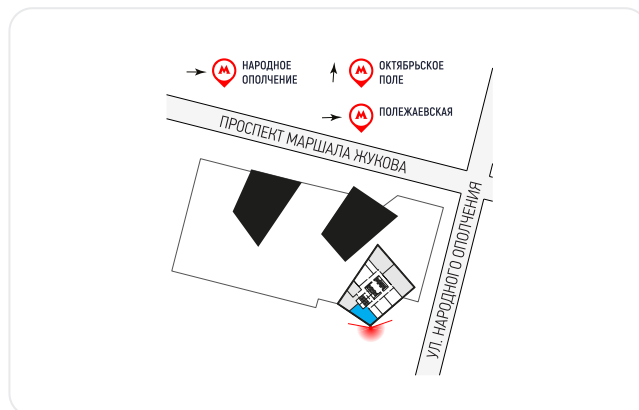 НАРОДНОЕ
ОПОЛЧЕНИЕ
ОКТЯБРЬСКОЕ
ПОЛЕ
ПОЛЕЖАЕВСКАЯ
ПРОСПЕКТ МАРШАЛА ЖУКОВА
УЛ. НАРОДНОГО ОПОЛЧЕНИЯ